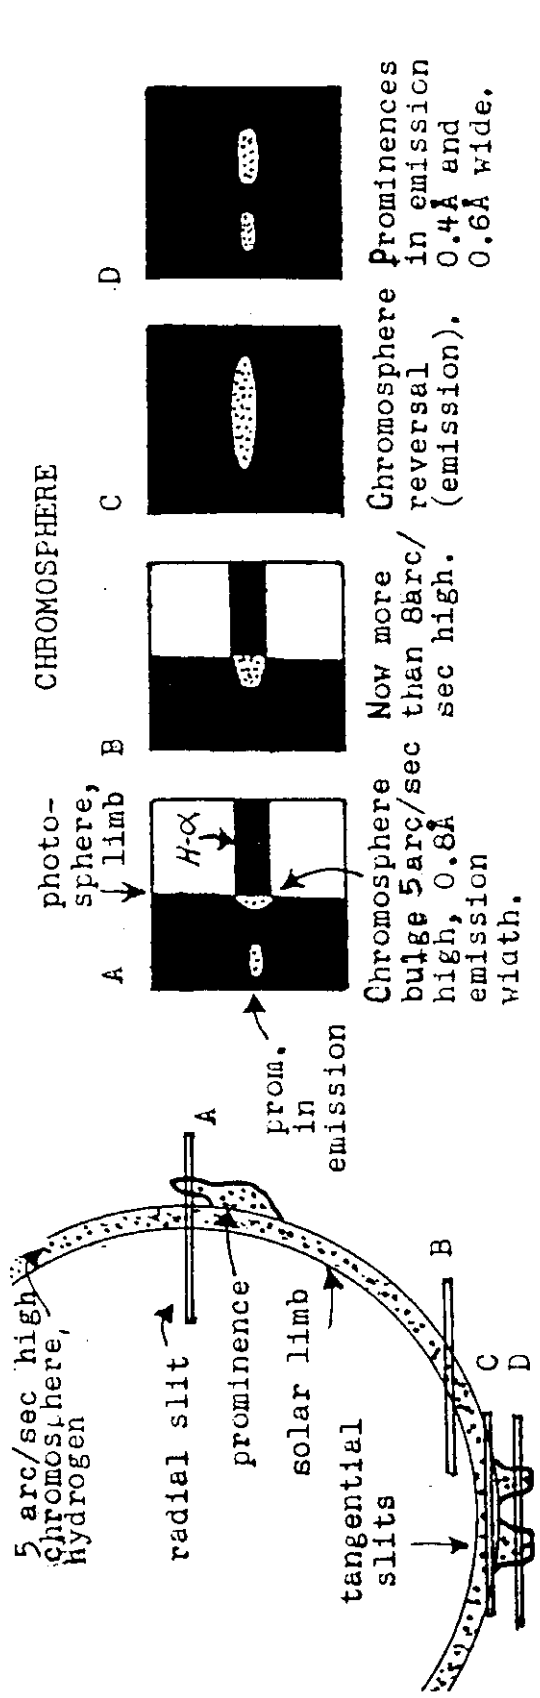 CHROMOSPHERE
5 arc/sec high
chromosphere,
hydrogen
radial slit
prominence
solar limb
tangential
slits
A
B
C
D
prom.
in
emission
photo-
sphere,
limb
A
H-α
B
C
D
Chromosphere
bulge 5arc/sec
high, 0.8Å
emission
width.
Now more
than 8arc/
sec high.
Chromosphere
reversal
(emission).
Prominences
in emission
0.4Å and
0.6Å wide.